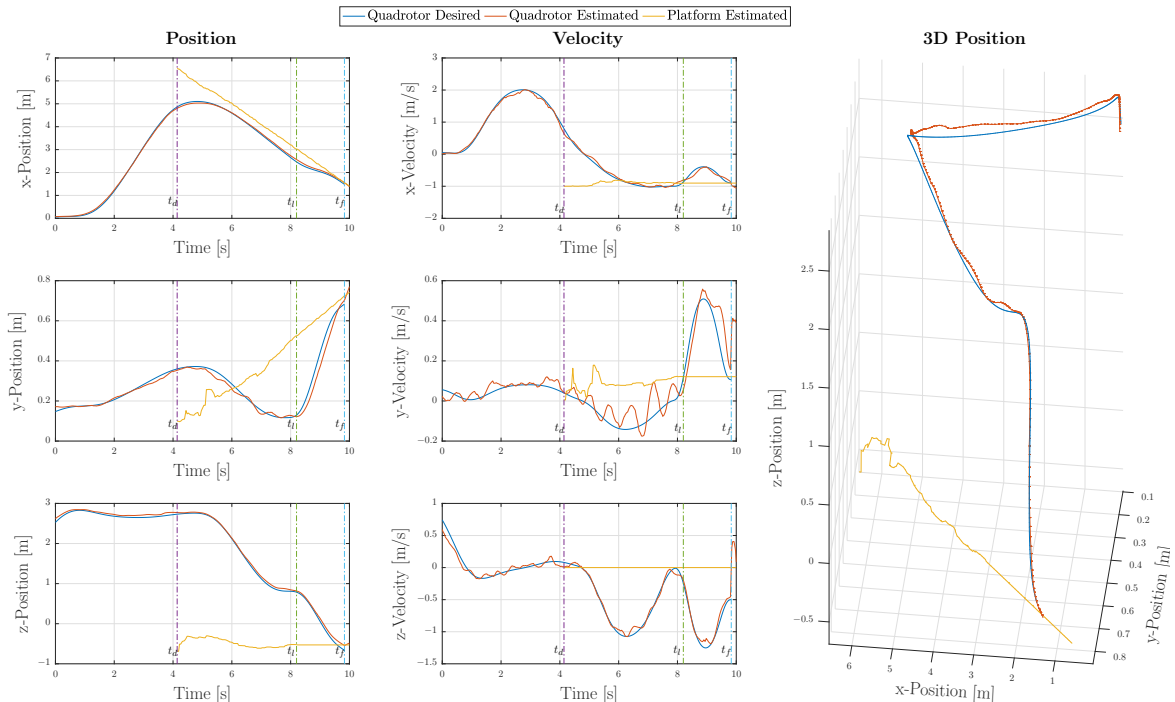 Quadrotor Desired Quadrotor Estimated Platform Estimated
Position Velocity 3D Position
x-Position [m]
7
6
5
4
3
2
1
0
t_d t_l t_f
0 2 4 6 8 10
Time [s]
x-Velocity [m/s]
4
3
2
1
0
−1
−2
t_d t_l t_f
0 2 4 6 8 10
Time [s]
y-Position [m]
0.8
0.6
0.4
0.2
0
t_d t_l t_f
0 2 4 6 8 10
Time [s]
y-Velocity [m/s]
0.6
0.4
0.2
0
−0.2
t_d t_l t_f
0 2 4 6 8 10
Time [s]
z-Position [m]
3
2
1
0
−1
t_d t_l t_f
0 2 4 6 8 10
Time [s]
z-Velocity [m/s]
1
0.5
0
−0.5
−1
−1.5
t_d t_l t_f
0 2 4 6 8 10
Time [s]
z-Position [m]
2.5
2
1.5
1
0.5
0
−0.5
6 5 4 3 2 1
x-Position [m]
0.1
0.2
0.3
0.4
0.5
0.6
0.7
0.8
y-Position [m]